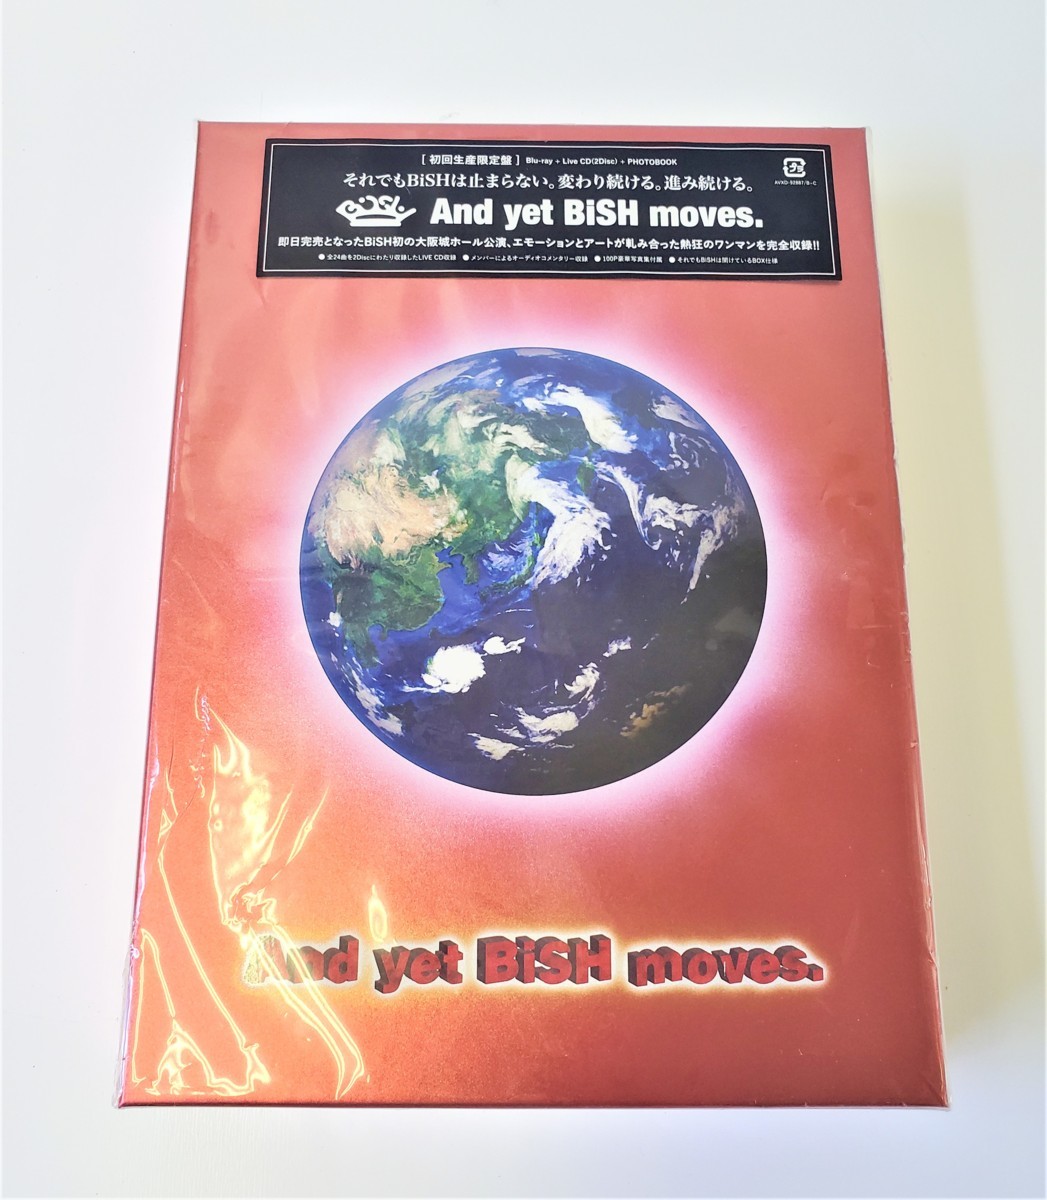 [ 初回生産限定盤 ] Blu-ray + Live CD(2Disc) + PHOTOBOOK
それでもBiSHは止まらない。変わり続ける。進み続ける。
BiSH And yet BiSH moves.
即日完売となったBiSH初の大阪城ホール公演、エモーションとアートが軋み合った熱狂のワンマンを完全収録!!
● 全24曲を2Discにわたり収録したLIVE CD収録 ● メンバーによるオーディオコメンタリー収録 ● 100P豪華写真集付属 ● それでもBiSHは開けているBOX仕様
AVXD-92887/B~C
And yet BiSH moves.